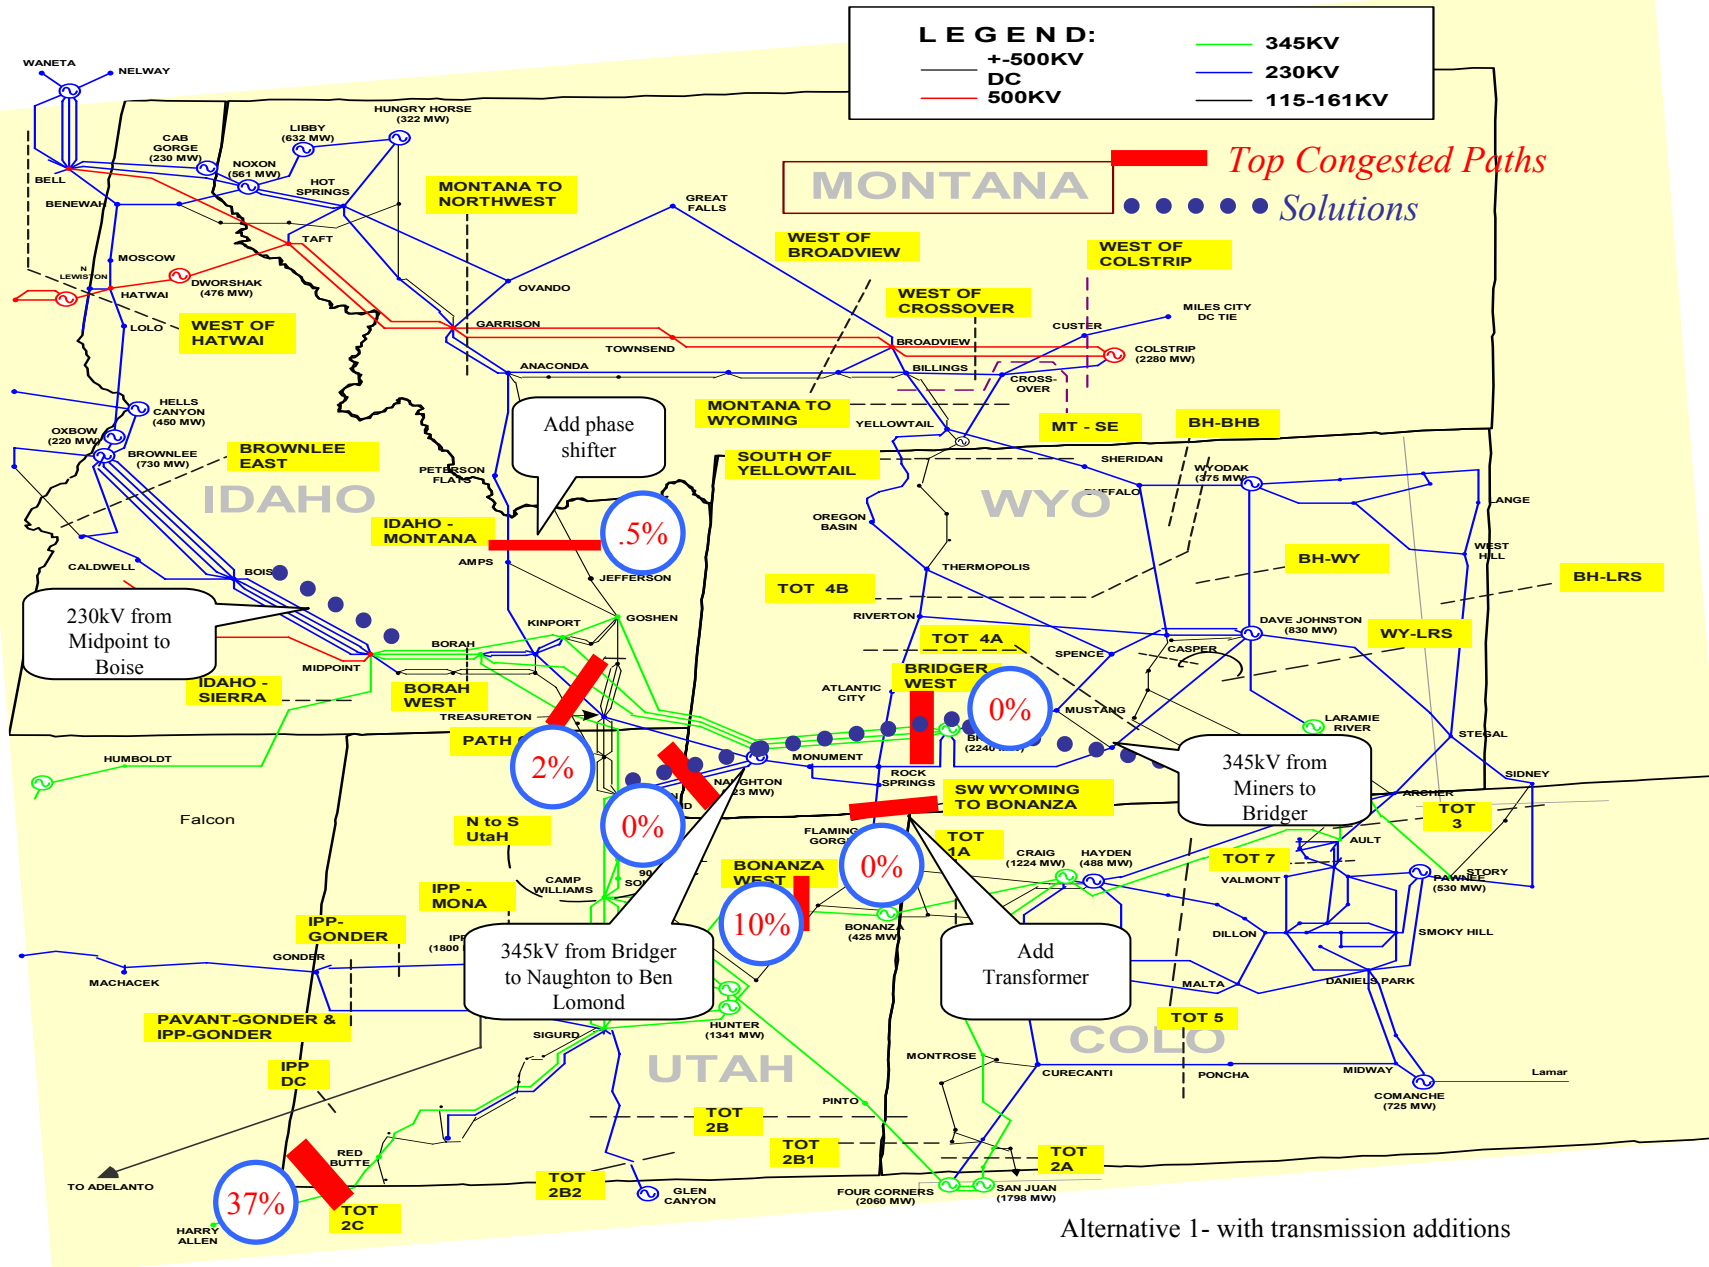 L E G E N D:
+-500KV
DC
500KV
345KV
230KV
115-161KV
WANETA
NELWAY
HUNGRY HORSE
(322 MW)
LIBBY
(632 MW)
CAB
GORGE
(230 MW)
NOXON
(561 MW)
HOT
SPRINGS
BELL
BENEWAH
MONTANA TO
NORTHWEST
GREAT
FALLS
MONTANA
Top Congested Paths
Solutions
TAFT
MOSCOW
N
LEWISTON
HATWAI
DWORSHAK
(476 MW)
OVANDO
WEST OF
BROADVIEW
WEST OF
COLSTRIP
WEST OF
CROSSOVER
MILES CITY
DC TIE
LOLO
WEST OF
HATWAI
GARRISON
TOWNSEND
BROADVIEW
CUSTER
COLSTRIP
(2280 MW)
ANACONDA
BILLINGS
CROSS-
OVER
HELLS
CANYON
(450 MW)
OXBOW
(220 MW)
BROWNLEE
(730 MW)
BROWNLEE
EAST
Add phase
shifter
MONTANA TO
WYOMING
YELLOWTAIL
MT - SE
BH-BHB
SOUTH OF
YELLOWTAIL
SHERIDAN
WYODAK
(375 MW)
PETERSON
FLATS
IDAHO
WYO
LANGE
OREGON
BASIN
IDAHO -
MONTANA
.5%
AMPS
JEFFERSON
CALDWELL
THERMOPOLIS
WEST
HILL
BH-WY
BH-LRS
TOT 4B
230kV from
Midpoint to
Boise
KINPORT
GOSHEN
RIVERTON
DAVE JOHNSTON
(830 MW)
WY-LRS
TOT 4A
CASPER
SPENCE
BORAH
MIDPOINT
BRIDGER
WEST
IDAHO -
SIERRA
BORAH
WEST
ATLANTIC
CITY
0%
MUSTANG
TREASURETON
LARAMIE
RIVER
STEGAL
HUMBOLDT
2%
MONUMENT
ROCK
SPRINGS
345kV from
Miners to
Bridger
SIDNEY
ARCHER
Falcon
N to S
UtaH
0%
SW WYOMING
TO BONANZA
TOT
3
TOT
1A
AULT
0%
CRAIG
(1224 MW)
HAYDEN
(488 MW)
TOT 7
VALMONT
STORY
PAWNEE
(530 MW)
CAMP
WILLIAMS
BONANZA
WEST
IPP -
MONA
10%
BONANZA
(425 MW)
IPP-
GONDER
DILLON
SMOKY HILL
GONDER
MACHACEK
345kV from Bridger
to Naughton to Ben
Lomond
Add
Transformer
MALTA
DANIELS PARK
PAVANT-GONDER &
IPP-GONDER
SIGURD
HUNTER
(1341 MW)
TOT 5
UTAH
COLO
MONTROSE
CURECANTI
PONCHA
MIDWAY
Lamar
COMANCHE
(725 MW)
IPP
DC
PINTO
TOT
2B
TOT
2B1
TOT
2A
RED
BUTTE
TO ADELANTO
37%
TOT
2B2
GLEN
CANYON
FOUR CORNERS
(2060 MW)
SAN JUAN
(1798 MW)
TOT
2C
HARRY
ALLEN
Alternative 1- with transmission additions